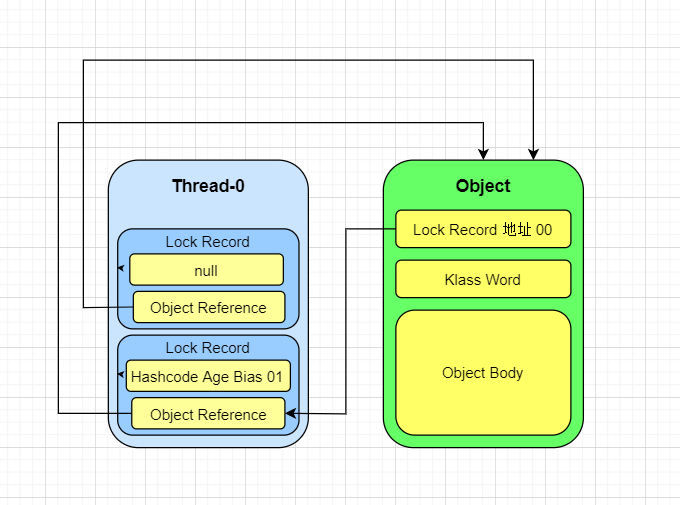 Thread-0
Lock Record
null
Object Reference
Lock Record
Hashcode Age Bias 01
Object Reference
Object
Lock Record 地址 00
Klass Word
Object Body